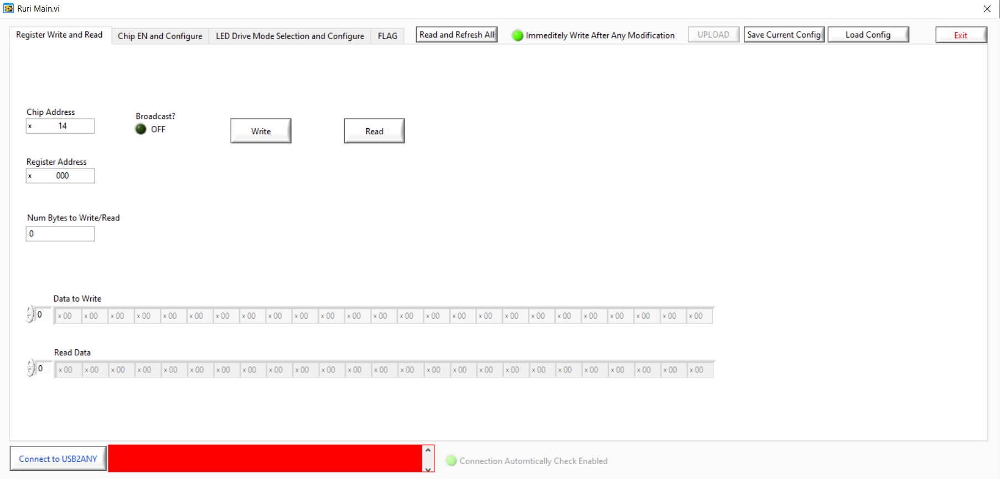 Ruri Main.vi
Register Write and Read Chip EN and Configure LED Drive Mode Selection and Configure FLAG Read and Refresh All Immeditely Write After Any Modification UPLOAD Save Current Config Load Config Exit
Chip Address
x 14
Broadcast?
OFF
Write Read
Register Address
x 000
Num Bytes to Write/Read
0
Data to Write
0 x 00 x 00 x 00 x 00 x 00 x 00 x 00 x 00 x 00 x 00 x 00 x 00 x 00 x 00 x 00 x 00 x 00 x 00 x 00 x 00 x 00 x 00 x 00 x 00 x 00
Read Data
0 x 00 x 00 x 00 x 00 x 00 x 00 x 00 x 00 x 00 x 00 x 00 x 00 x 00 x 00 x 00 x 00 x 00 x 00 x 00 x 00 x 00 x 00 x 00 x 00 x 00
Connect to USB2ANY Connection Automtically Check Enabled